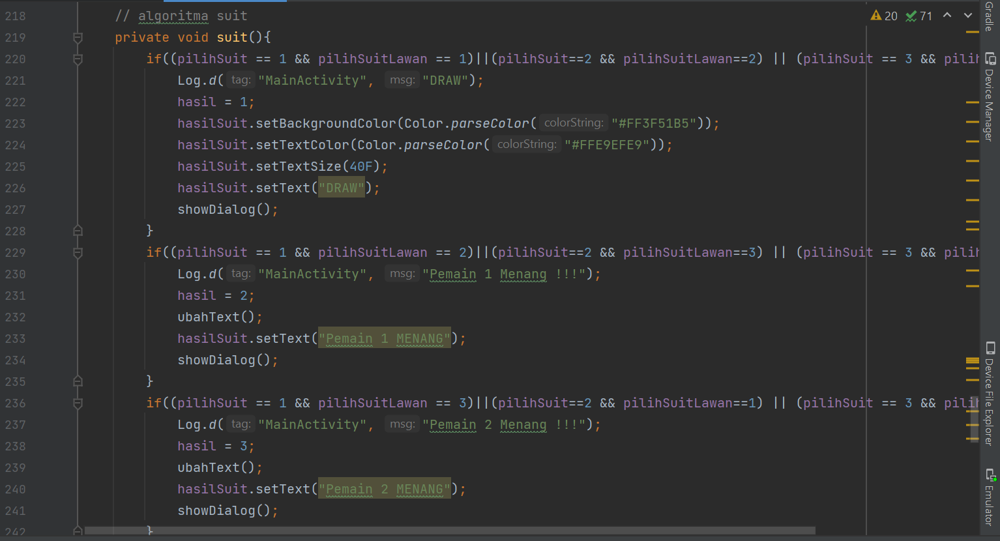 218 // algoritma suit
219 private void suit(){
220 if((pilihSuit == 1 && pilihSuitLawan == 1)||(pilihSuit==2 && pilihSuitLawan==2) || (pilihSuit == 3 && pilih
221 Log.d( tag: "MainActivity", msg: "DRAW");
222 hasil = 1;
223 hasilSuit.setBackgroundColor(Color.parseColor( colorString: "#FF3F51B5"));
224 hasilSuit.setTextColor(Color.parseColor( colorString: "#FFE9EFE9"));
225 hasilSuit.setTextSize(40F);
226 hasilSuit.setText("DRAW");
227 showDialog();
228 }
229 if((pilihSuit == 1 && pilihSuitLawan == 2)||(pilihSuit==2 && pilihSuitLawan==3) || (pilihSuit == 3 && pilih
230 Log.d( tag: "MainActivity", msg: "Pemain 1 Menang !!!");
231 hasil = 2;
232 ubahText();
233 hasilSuit.setText("Pemain 1 MENANG");
234 showDialog();
235 }
236 if((pilihSuit == 1 && pilihSuitLawan == 3)||(pilihSuit==2 && pilihSuitLawan==1) || (pilihSuit == 3 && pilih
237 Log.d( tag: "MainActivity", msg: "Pemain 2 Menang !!!");
238 hasil = 3;
239 ubahText();
240 hasilSuit.setText("Pemain 2 MENANG");
241 showDialog();
242 }
20 71
Gradle
Device Manager
Device File Explorer
Emulator